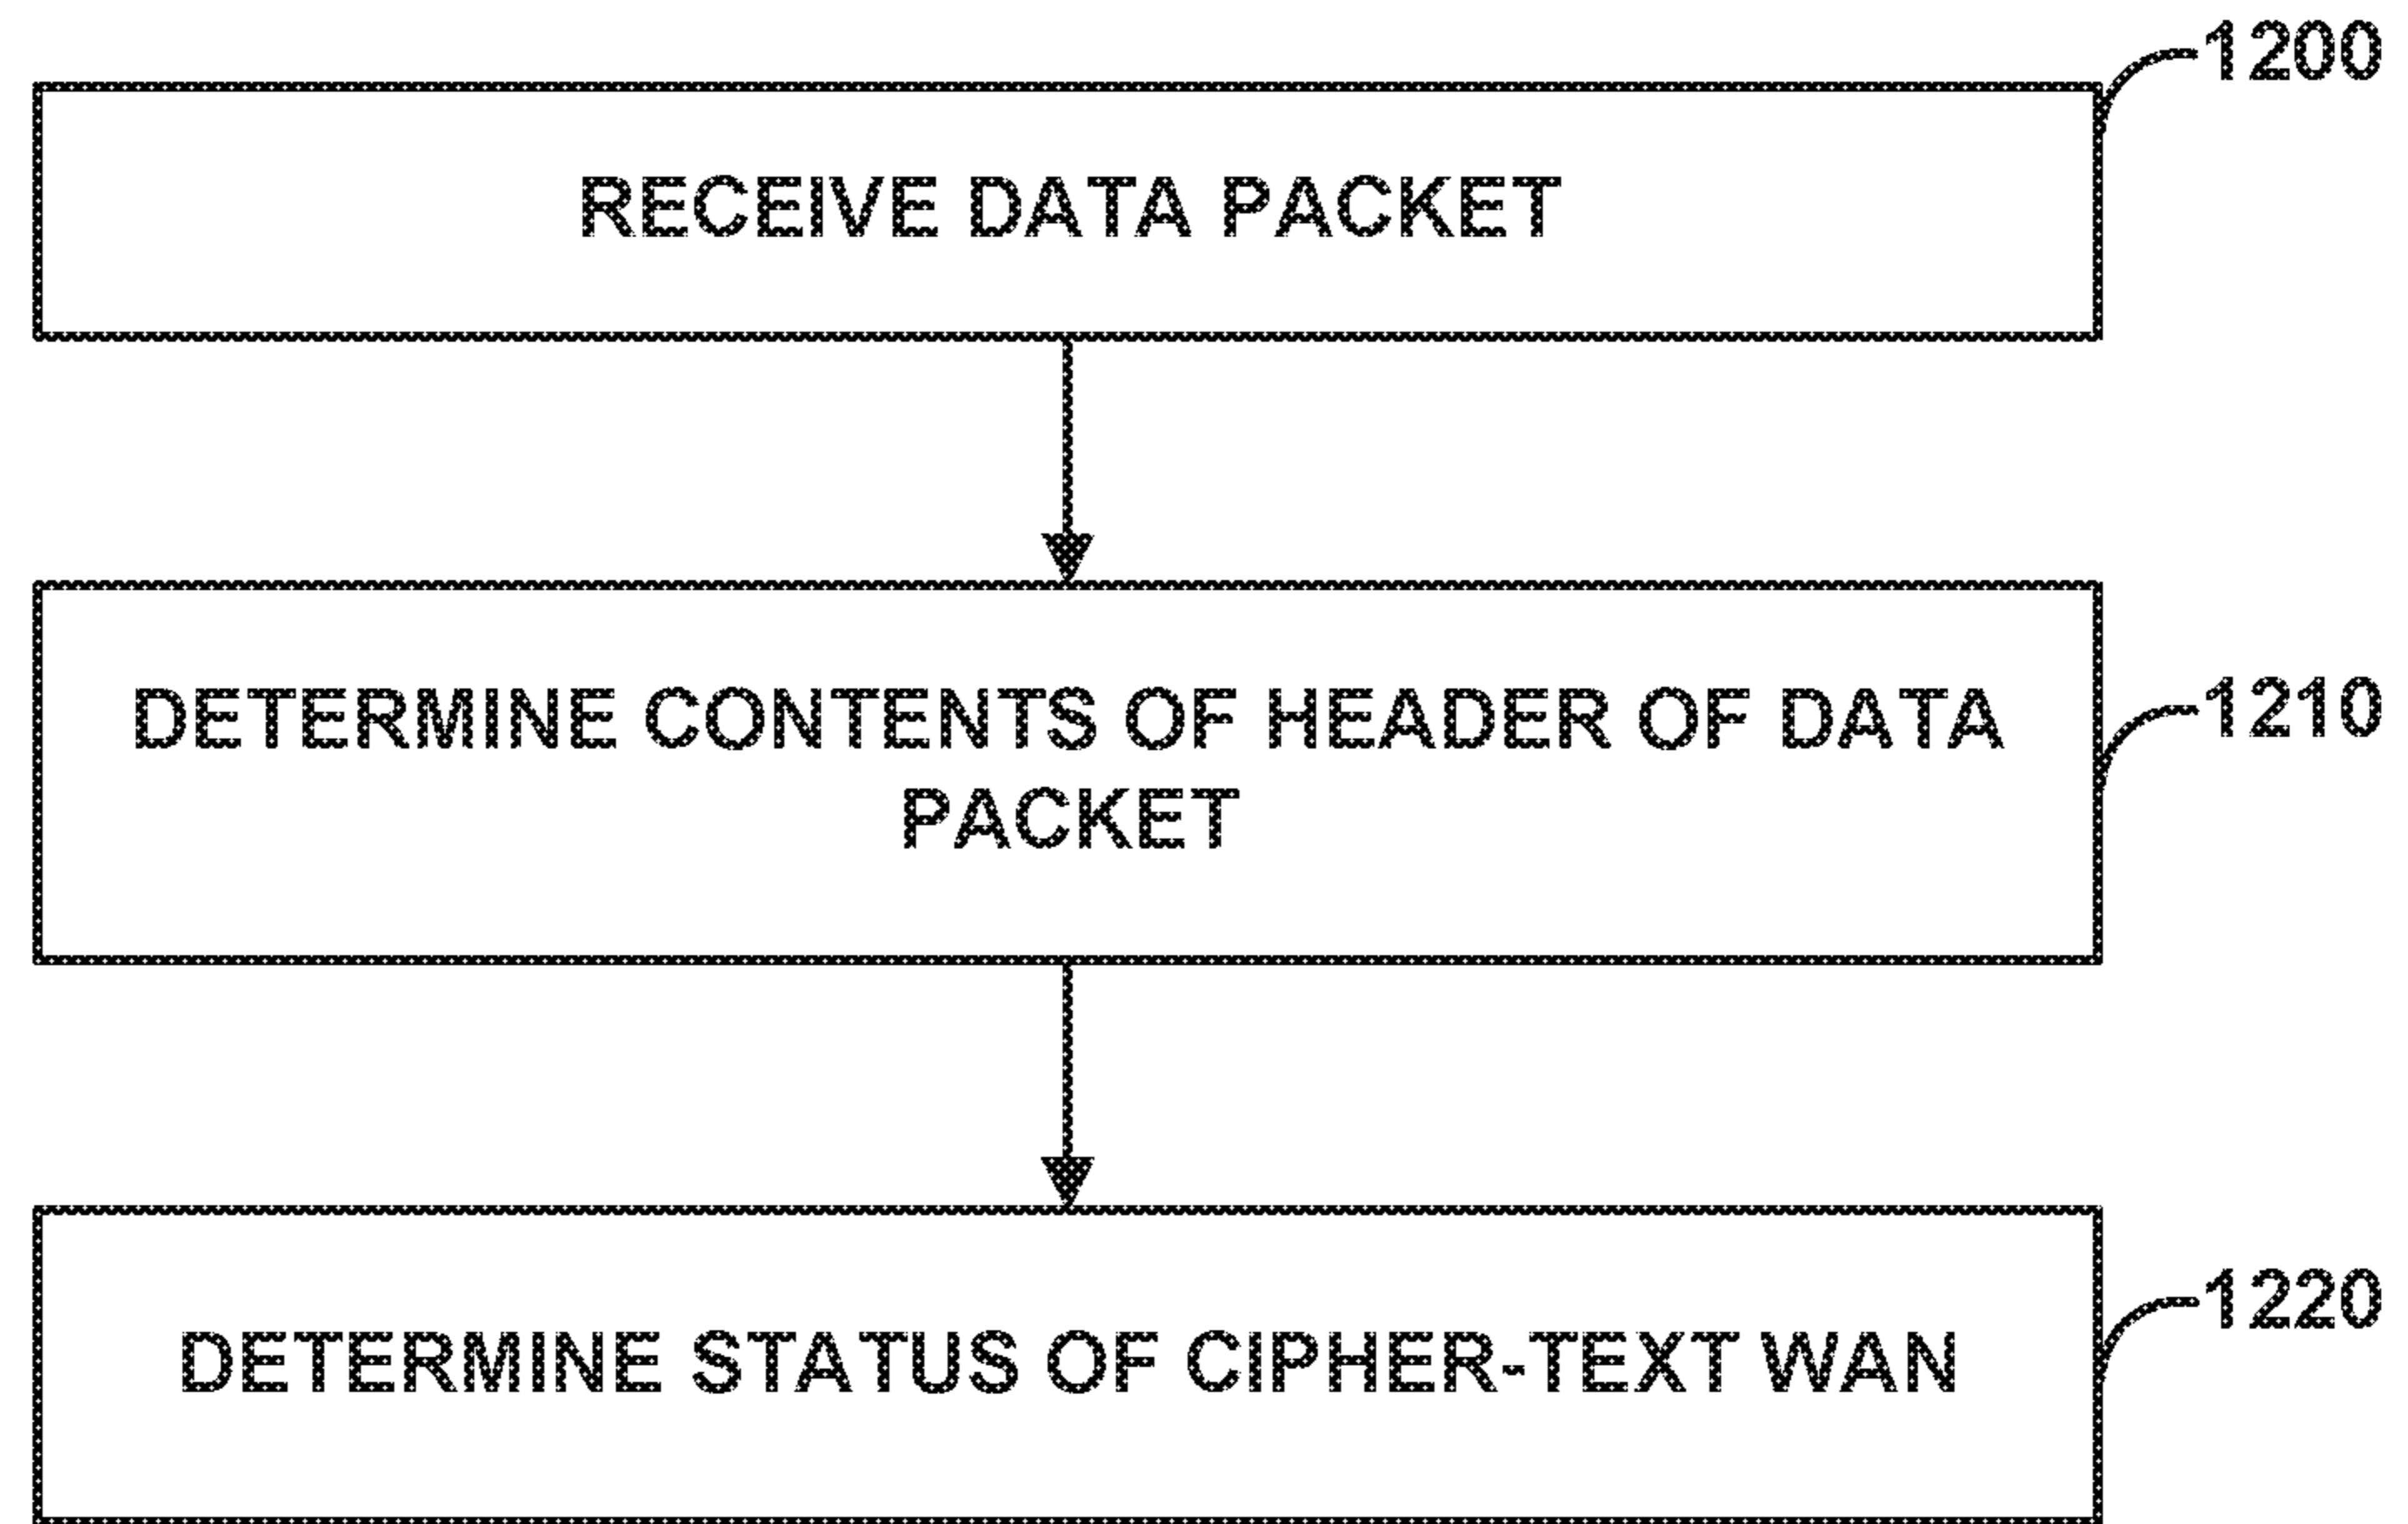 1200
RECEIVE DATA PACKET
DETERMINE CONTENTS OF HEADER OF DATA
PACKET
1210
DETERMINE STATUS OF CIPHER-TEXT WAN
1220